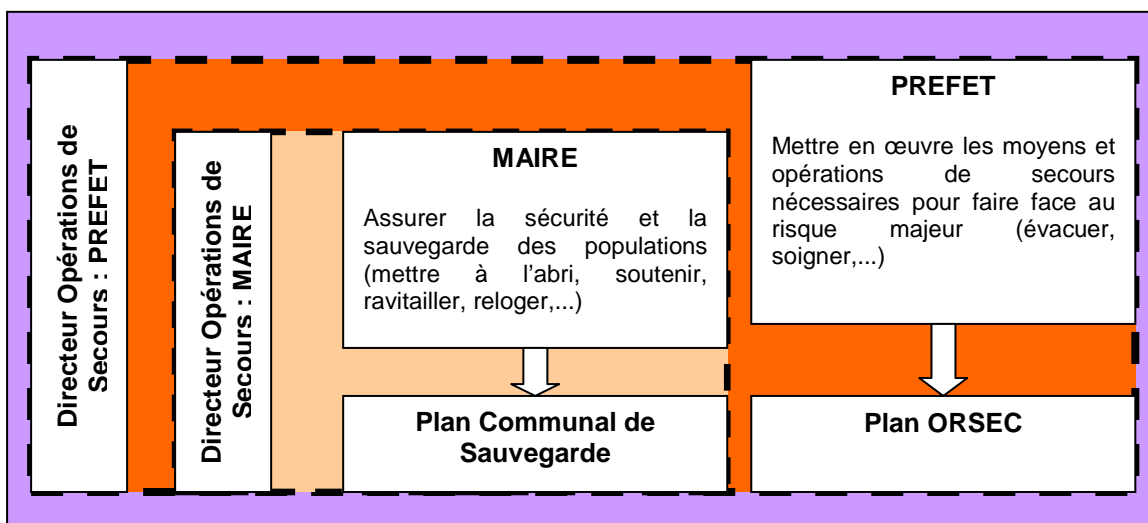 Directeur Opérations de
Secours : PREFET
Directeur Opérations de
Secours : MAIRE
MAIRE
Assurer la sécurité et la
sauvegarde des populations
(mettre à l'abri, soutenir,
ravitailler, reloger,...)
Plan Communal de
Sauvegarde
PREFET
Mettre en œuvre les moyens et
opérations de secours
nécessaires pour faire face au
risque majeur (évacuer,
soigner,...)
Plan ORSEC